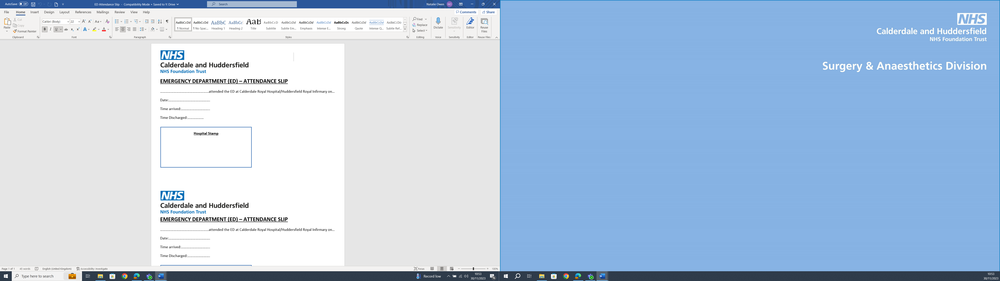 AutoSave Off
ED Attendance Slip - Compatibility Mode • Saved to Y: Drive
Search
Natalie Owen NO
File Home Insert Design Layout References Mailings Review View Help
Comments Share
Paste
Cut
Copy
Format Painter
Clipboard
Calibri (Body) 22
Font
Paragraph
AaBbCcDd AaBbCcDd AaBbC AaBbCc AaB AaBbCcD AaBbCcDd AaBbCcDd AaBbCcDd AaBbCcDc AaBbCcDd AaBbCcDd AaBbCcDd
¶ Normal ¶ No Spac... Heading 1 Heading 2 Title Subtitle Subtle Em... Emphasis Intense E... Strong Quote Intense Q... Subtle Ref...
Styles
Find
Replace
Select
Editing
Dictate
Voice
Sensitivity
Sensitivity
Editor
Editor
Reuse Files
Reuse Files
NHS
Calderdale and Huddersfield
NHS Foundation Trust
EMERGENCY DEPARTMENT (ED) – ATTENDANCE SLIP
………………………………………………attended the ED at Calderdale Royal Hospital/Huddersfield Royal Infirmary on…
Date:……………………………………….
Time arrived:…………………………..
Time Discharged:………………
Hospital Stamp
NHS
Calderdale and Huddersfield
NHS Foundation Trust
EMERGENCY DEPARTMENT (ED) – ATTENDANCE SLIP
………………………………………………attended the ED at Calderdale Royal Hospital/Huddersfield Royal Infirmary on…
Date:……………………………………….
Time arrived:…………………………..
Time Discharged:…………………….
Page 1 of 1 45 words English (United Kingdom) Accessibility: Investigate
Focus 100%
Type here to search
Record low
10:53
30/11/2023
16
NHS
Calderdale and Huddersfield
NHS Foundation Trust
Surgery & Anaesthetics Division
10:53
30/11/2023